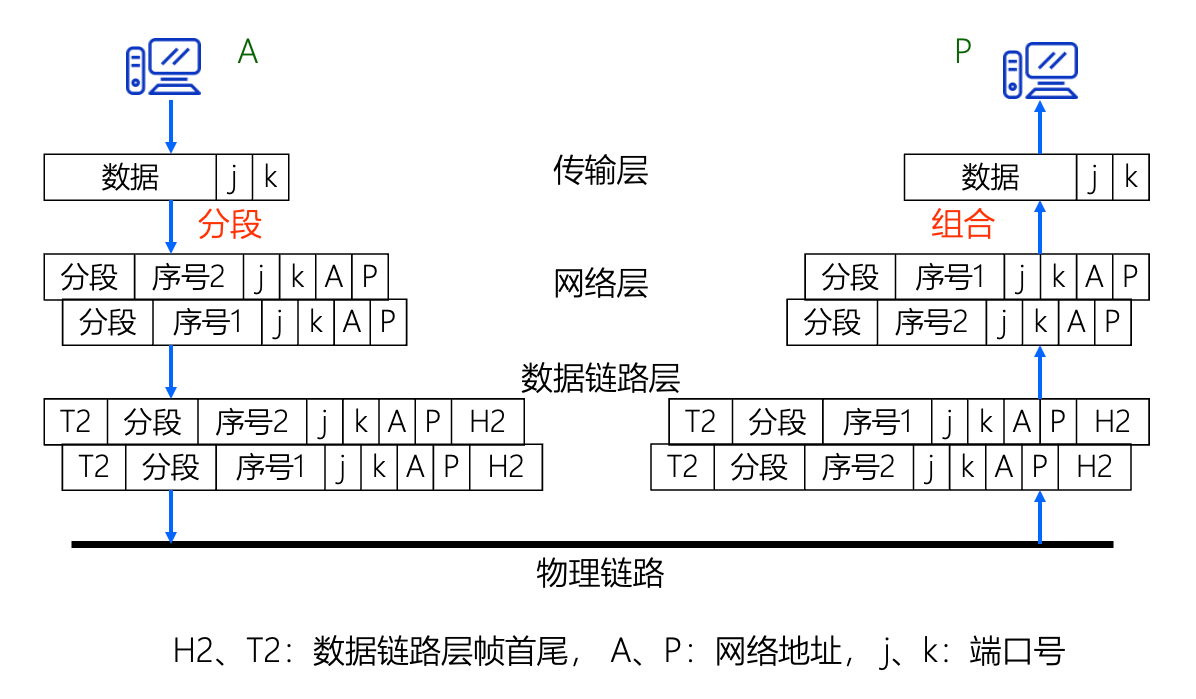 A
P
数据 j k
传输层
数据 j k
分段
组合
分段 序号2 j k A P
网络层
分段 序号1 j k A P
分段 序号1 j k A P
分段 序号2 j k A P
数据链路层
T2 分段 序号2 j k A P H2
T2 分段 序号1 j k A P H2
T2 分段 序号1 j k A P H2
T2 分段 序号2 j k A P H2
物理链路
H2、T2：数据链路层帧首尾， A、P：网络地址， j、k：端口号